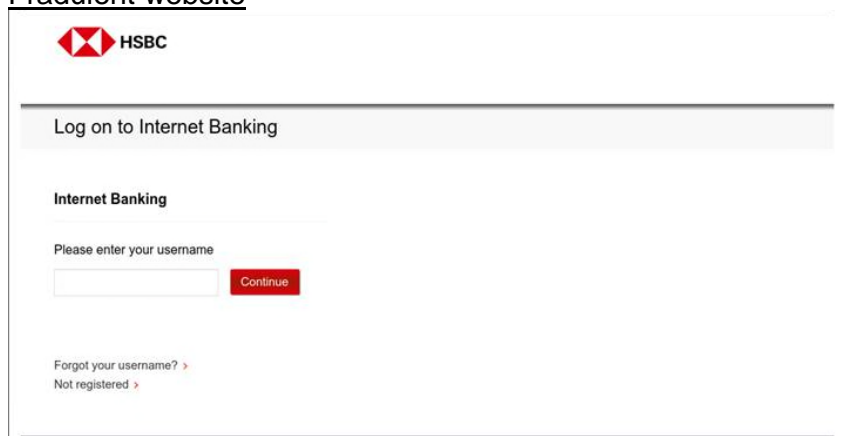 Fraudulent website
HSBC
Log on to Internet Banking
Internet Banking
Please enter your username
Continue
Forgot your username? >
Not registered >